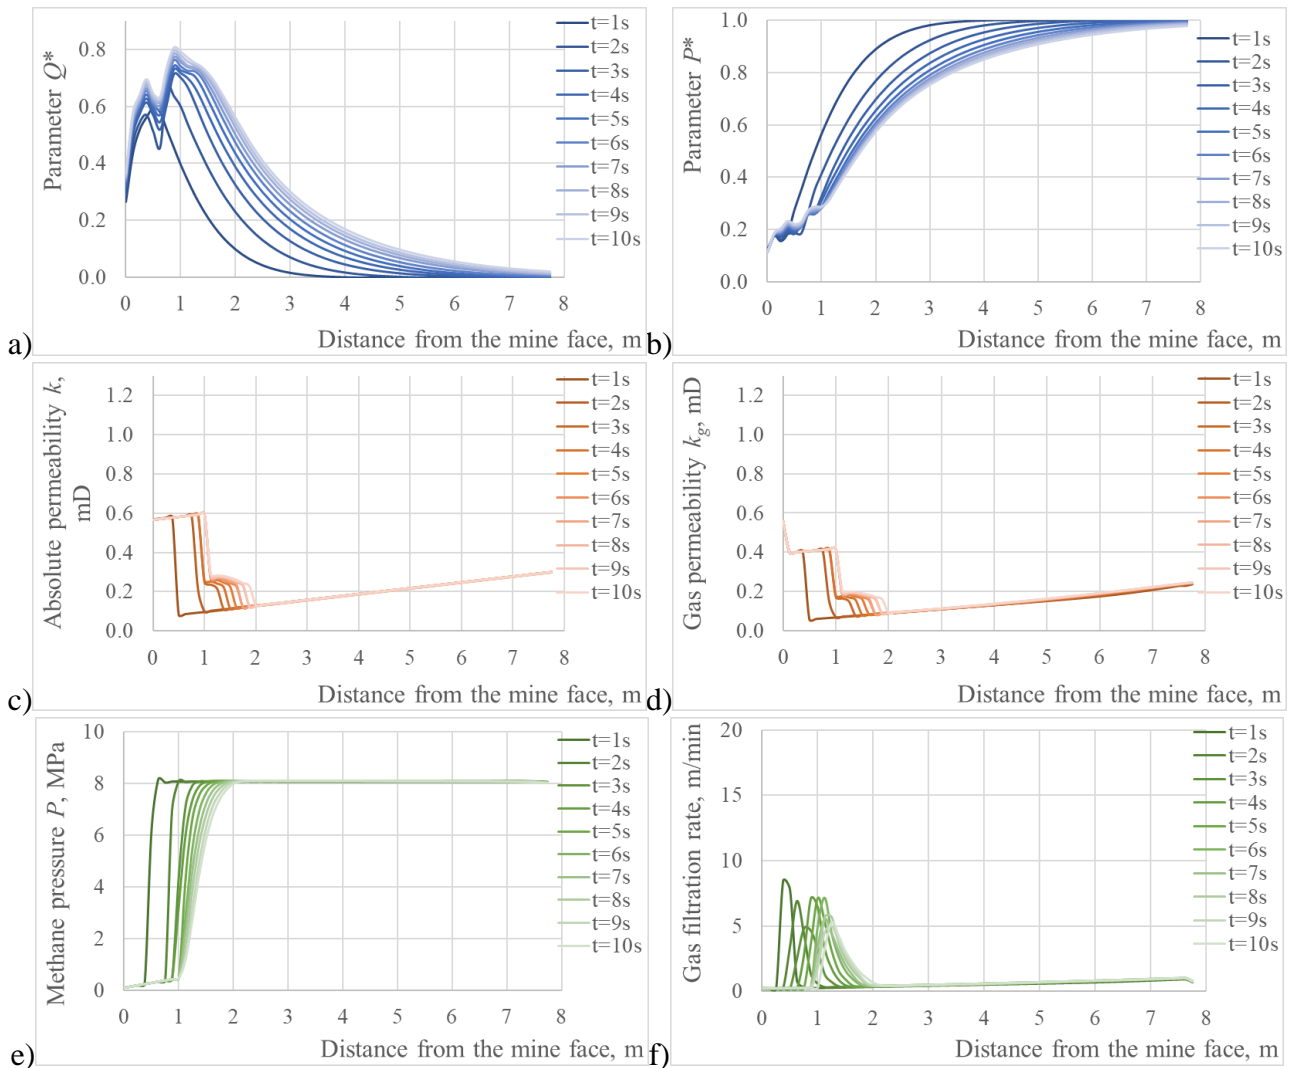 a)
Parameter Q*
0.8
0.6
0.4
0.2
0.0
0 1 2 3 4 5 6 7 8
Distance from the mine face, m
t=1s
t=2s
t=3s
t=4s
t=5s
t=6s
t=7s
t=8s
t=9s
t=10s
b)
Parameter P*
1.0
0.8
0.6
0.4
0.2
0.0
0 1 2 3 4 5 6 7 8
Distance from the mine face, m
t=1s
t=2s
t=3s
t=4s
t=5s
t=6s
t=7s
t=8s
t=9s
t=10s
c)
Absolute permeability k,
mD
1.2
1.0
0.8
0.6
0.4
0.2
0.0
0 1 2 3 4 5 6 7 8
Distance from the mine face, m
t=1s
t=2s
t=3s
t=4s
t=5s
t=6s
t=7s
t=8s
t=9s
t=10s
d)
Gas permeability kg, mD
1.2
1.0
0.8
0.6
0.4
0.2
0.0
0 1 2 3 4 5 6 7 8
Distance from the mine face, m
t=1s
t=2s
t=3s
t=4s
t=5s
t=6s
t=7s
t=8s
t=9s
t=10s
e)
Methane pressure P, MPa
10
8
6
4
2
0
0 1 2 3 4 5 6 7 8
Distance from the mine face, m
t=1s
t=2s
t=3s
t=4s
t=5s
t=6s
t=7s
t=8s
t=9s
t=10s
f)
Gas filtration rate, m/min
20
15
10
5
0
0 1 2 3 4 5 6 7 8
Distance from the mine face, m
t=1s
t=2s
t=3s
t=4s
t=5s
t=6s
t=7s
t=8s
t=9s
t=10s